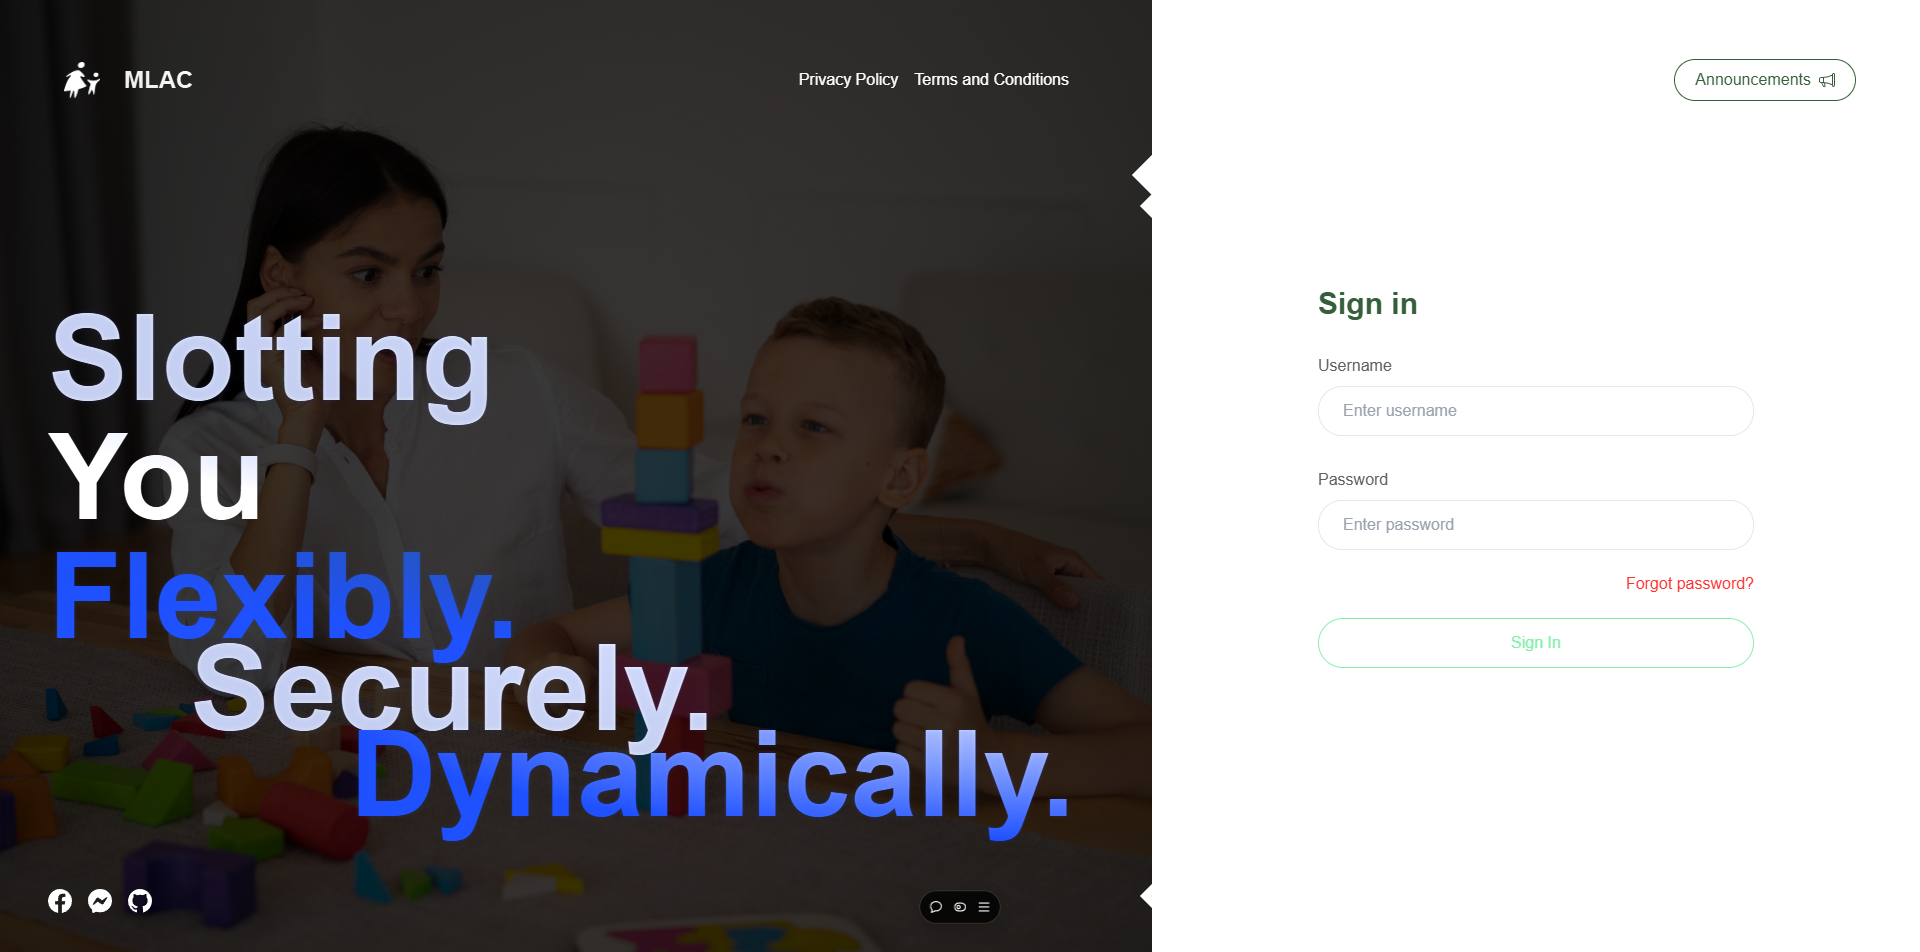 MLAC
Privacy Policy Terms and Conditions
Announcements
Slotting
You
Flexibly.
Securely.
Dynamically.
Sign in
Username
Enter username
Password
Enter password
Forgot password?
Sign In